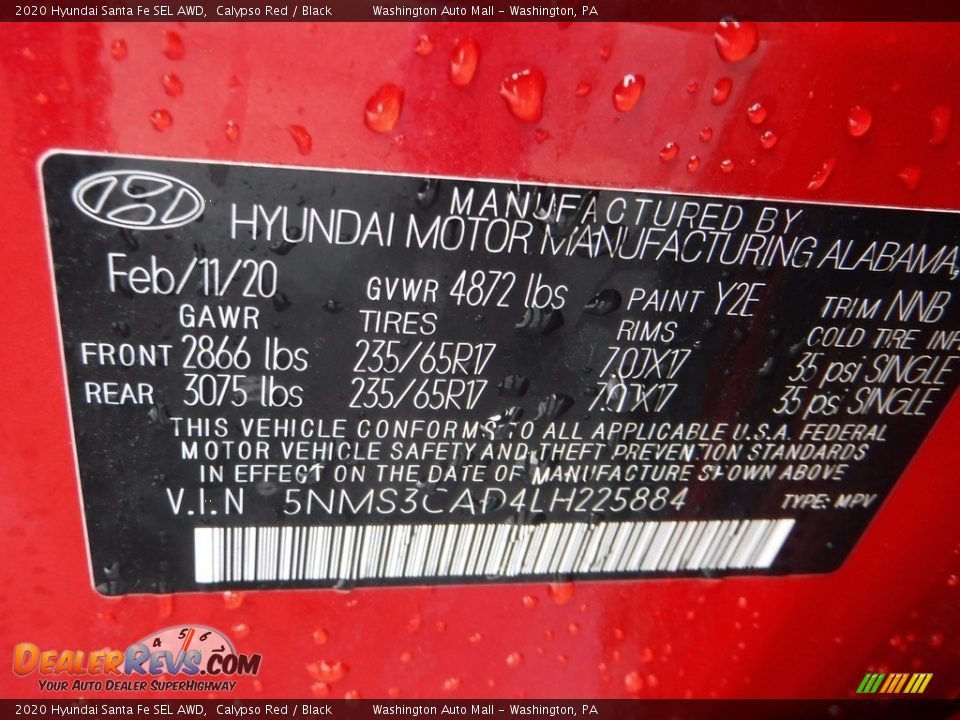 2020 Hyundai Santa Fe SEL AWD, Calypso Red / Black Washington Auto Mall - Washington, PA
MANUFACTURED BY
HYUNDAI MOTOR MANUFACTURING ALABAMA,
Feb/11/20 GVWR 4872 lbs PAINT Y2E TRIM NNB
GAWR TIRES RIMS COLD TIRE INF
FRONT 2866 lbs 235/65R17 7.0JX17 35 psi SINGLE
REAR 3075 lbs 235/65R17 7.0JX17 35 psi SINGLE
THIS VEHICLE CONFORMS TO ALL APPLICABLE U.S.A. FEDERAL
MOTOR VEHICLE SAFETY AND THEFT PREVENTION STANDARDS
IN EFFECT ON THE DATE OF MANUFACTURE SHOWN ABOVE
V.I.N 5NMS3CAD4LH225884 TYPE: MPV
4 5 6
DEALERREVS.COM
YOUR AUTO DEALER SUPERHIGHWAY
2020 Hyundai Santa Fe SEL AWD, Calypso Red / Black Washington Auto Mall - Washington, PA